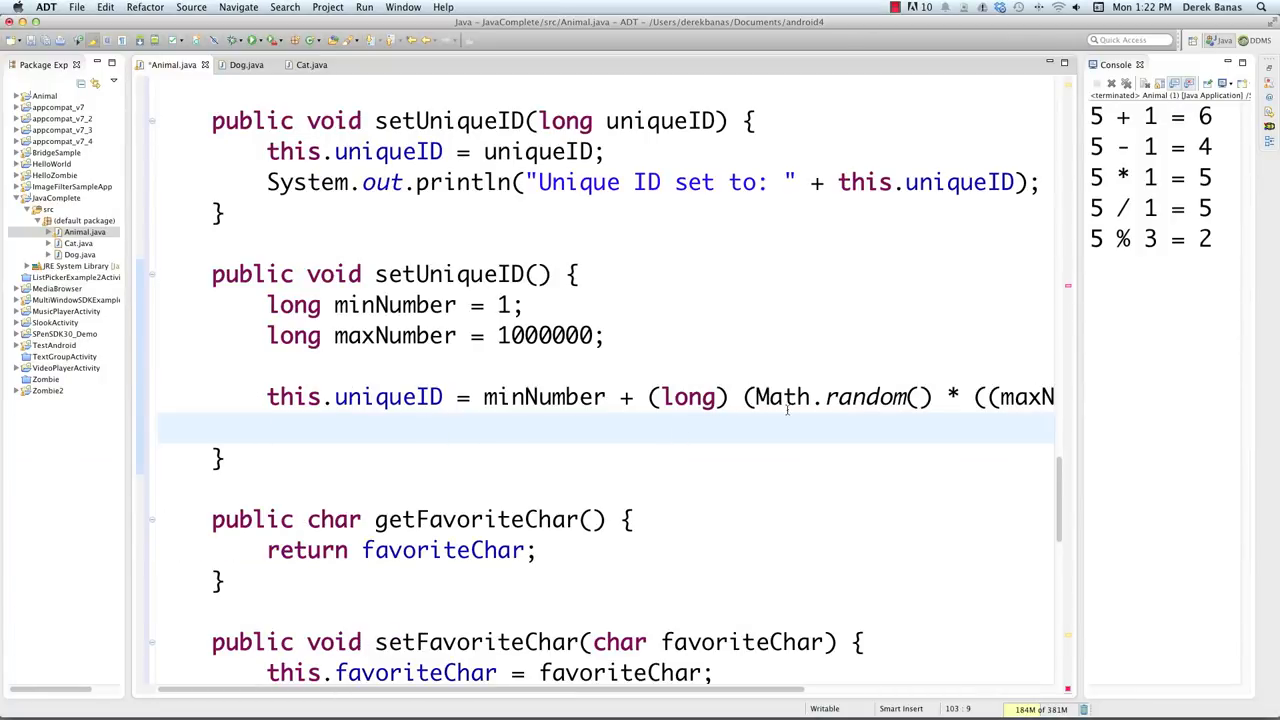 ADT File Edit Refactor Source Navigate Search Project Run Window Help 10 Mon 1:22 PM Derek Banas
Java - JavaComplete/src/Animal.java - ADT - /Users/derekbanas/Documents/android4
Quick Access Java DDMS
Package Exp
*Animal.java Dog.java Cat.java
Console
<terminated> Animal (1) [Java Application] /S
Animal
appcompat_v7
appcompat_v7_2
appcompat_v7_3
appcompat_v7_4
BridgeSample
HelloWorld
HelloZombie
ImageFilterSampleApp
JavaComplete
src
(default package)
Animal.java
Cat.java
Dog.java
JRE System Library [Ja
ListPickerExample2Activi
MediaBrowser
MultiWindowSDKExample
MusicPlayerActivity
SlookActivity
SPenSDK30_Demo
TestAndroid
TextGroupActivity
VideoPlayerActivity
Zombie
Zombie2
public void setUniqueID(long uniqueID) {
this.uniqueID = uniqueID;
System.out.println("Unique ID set to: " + this.uniqueID);
}
public void setUniqueID() {
long minNumber = 1;
long maxNumber = 1000000;
this.uniqueID = minNumber + (long) (Math.random() * ((maxN
}
public char getFavoriteChar() {
return favoriteChar;
}
public void setFavoriteChar(char favoriteChar) {
this.favoriteChar = favoriteChar;
5 + 1 = 6
5 - 1 = 4
5 * 1 = 5
5 / 1 = 5
5 % 3 = 2
Writable Smart Insert 103 : 9 184M of 381M